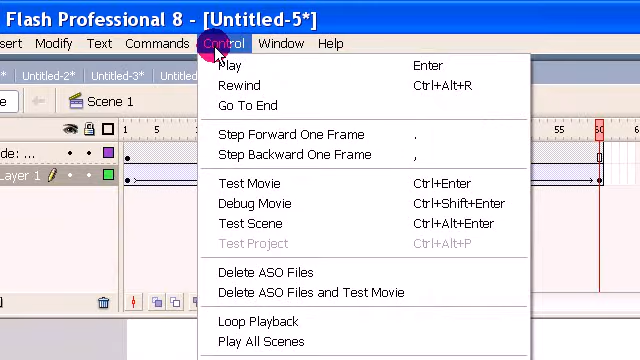 Flash Professional 8 - [Untitled-5*]
Modify Text Commands Control Window Help
Untitled-2* Untitled-3*
Scene 1
1 5 55 60
Layer 1
Play Enter
Rewind Ctrl+Alt+R
Go To End
Step Forward One Frame .
Step Backward One Frame ,
Test Movie Ctrl+Enter
Debug Movie Ctrl+Shift+Enter
Test Scene Ctrl+Alt+Enter
Test Project Ctrl+Alt+P
Delete ASO Files
Delete ASO Files and Test Movie
Loop Playback
Play All Scenes